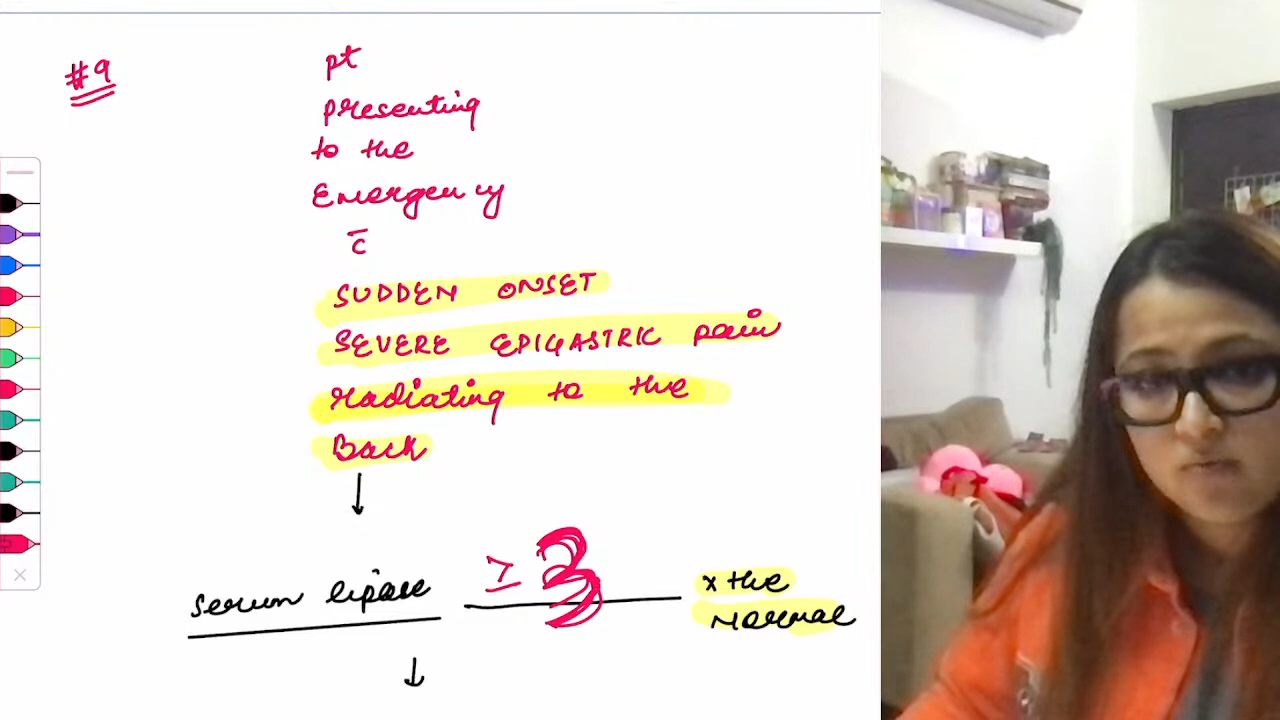 #9
pt
presenting
to the
Emergency
c̄
SUDDEN ONSET
SEVERE EPIGASTRIC pain
radiating to the
Back
serum lipase ≥ 3 x the
Normal